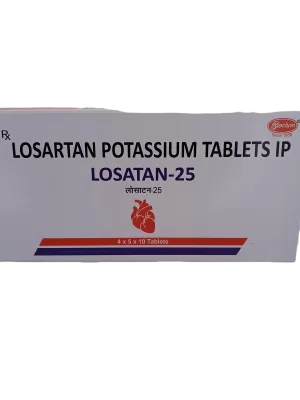 Rx
LOSARTAN POTASSIUM TABLETS IP
LOSATAN-25
लोसाटन-25
4 x 5 x 10 Tablets